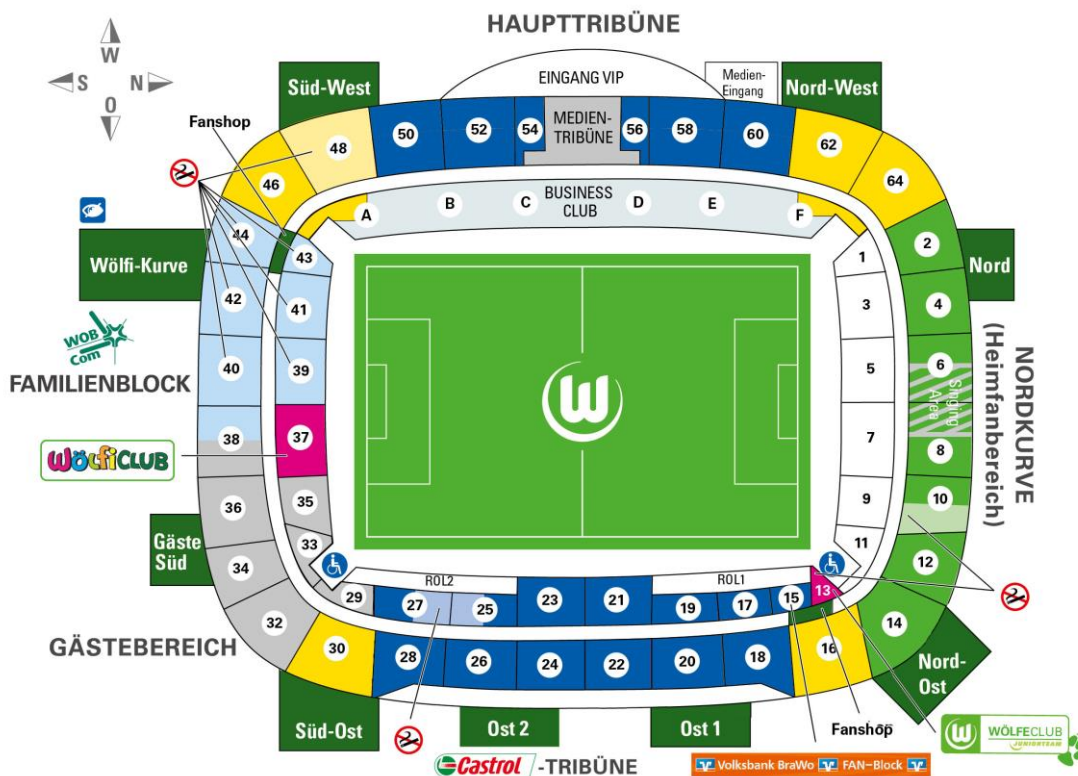 HAUPTTRIBÜNE
W
S
N
O
EINGANG VIP
Medien-
Eingang
Süd-West
Nord-West
Fanshop
MEDIEN-
TRIBÜNE
50
52
54
56
58
60
62
48
46
64
BUSINESS
CLUB
A
B
C
D
E
F
44
43
1
2
Wölfi-Kurve
Nord
42
41
3
4
WOB
Com
FAMILIENBLOCK
40
39
5
6
Singing
Area
NORDKURVE
(Heimfanbereich)
W
38
37
7
8
WÖLFICLUB
36
35
9
10
Gäste
Süd
34
33
11
12
ROL2
ROL1
32
29
27
25
23
21
19
17
15
13
14
GÄSTEBEREICH
30
28
26
24
22
20
18
16
Nord-
Ost
Süd-Ost
Ost 2
Ost 1
Fanshop
W
WÖLFECLUB
JUNIORTEAM
Castrol -TRIBÜNE
Volksbank BraWo FAN-Block